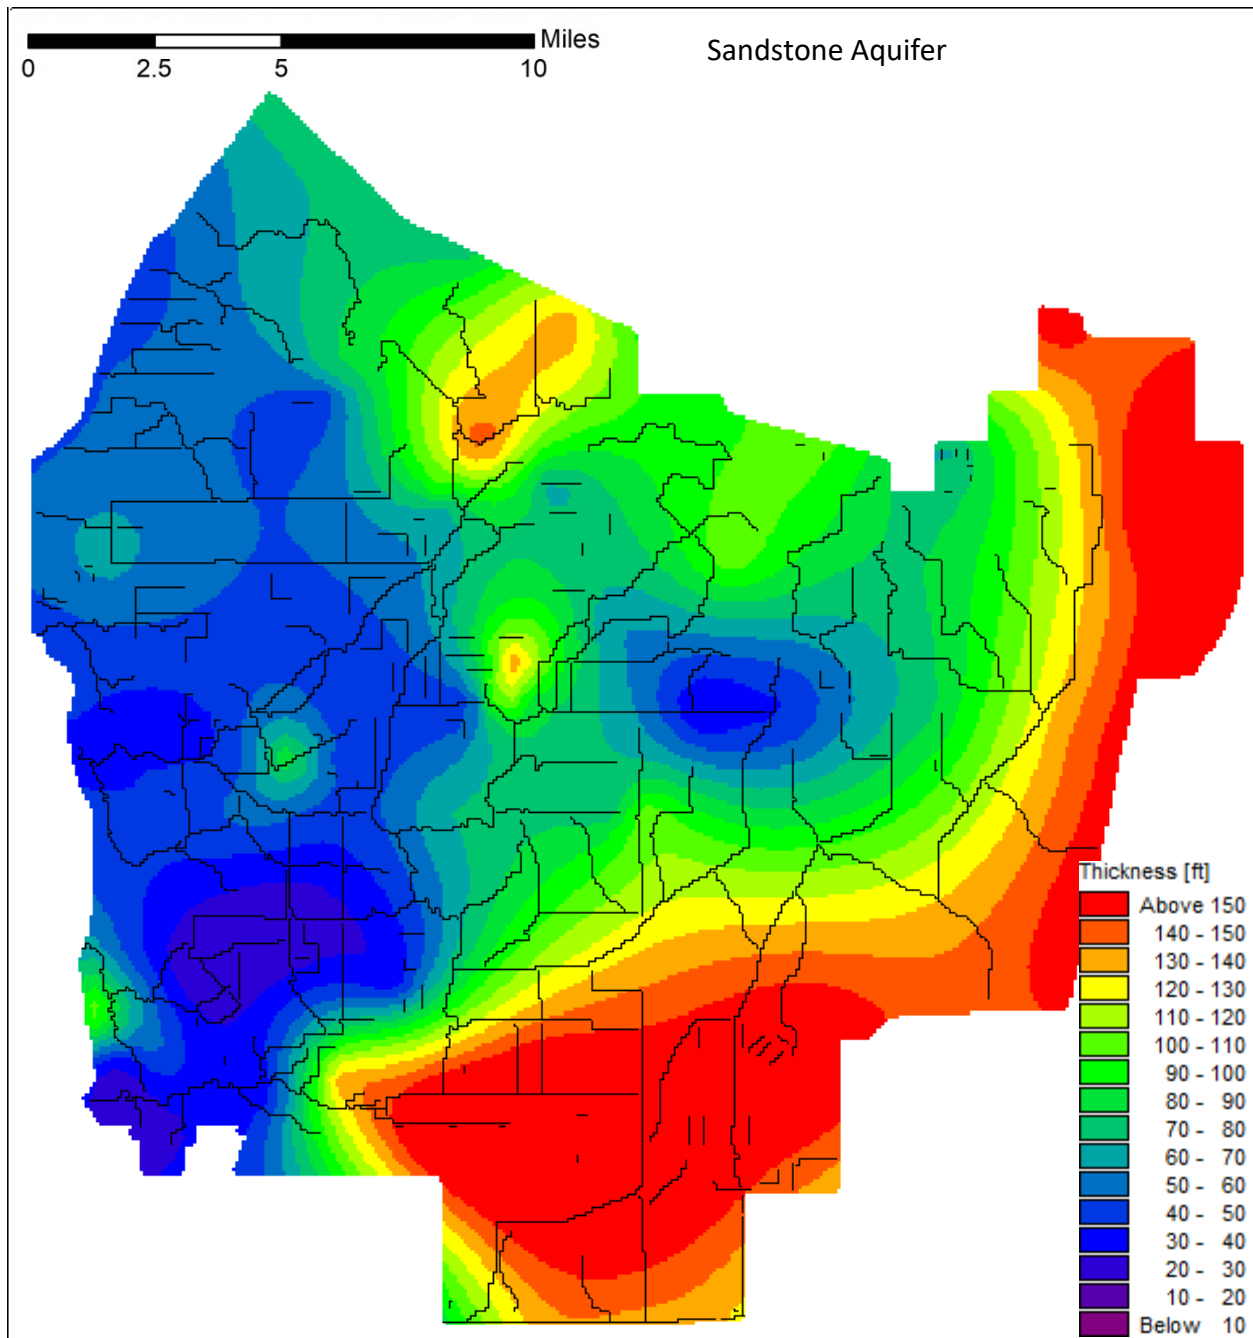 Miles
0 2.5 5 10
Sandstone Aquifer
Thickness [ft]
Above 150
140 - 150
130 - 140
120 - 130
110 - 120
100 - 110
90 - 100
80 - 90
70 - 80
60 - 70
50 - 60
40 - 50
30 - 40
20 - 30
10 - 20
Below 10